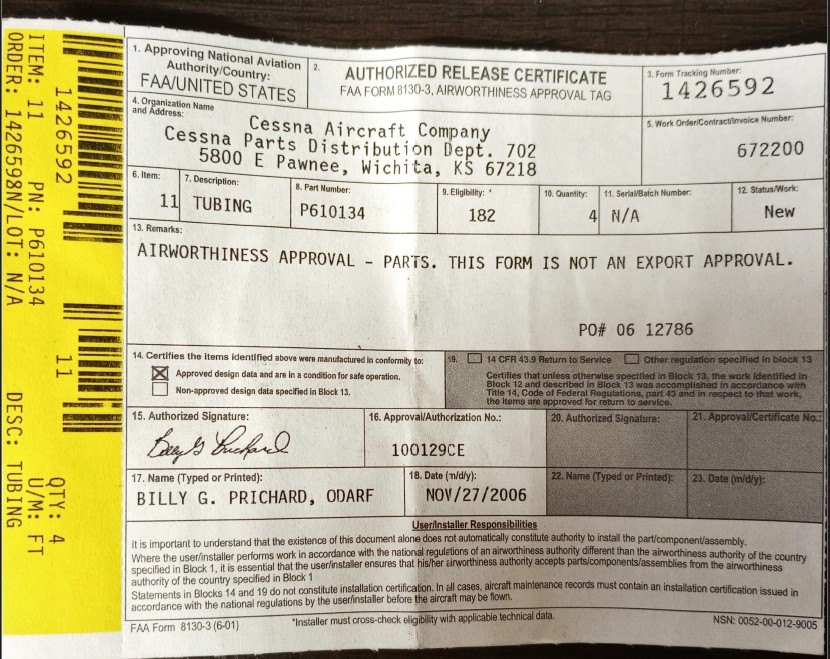 ITEM: 11 PN: P610134 DESC: TUBING
ORDER: 1426598N/LOT: N/A
1426592
11
QTY: 4
U/M: FT
1. Approving National Aviation
Authority/Country:
FAA/UNITED STATES
2.
AUTHORIZED RELEASE CERTIFICATE
FAA FORM 8130-3, AIRWORTHINESS APPROVAL TAG
3. Form Tracking Number:
1426592
4. Organization Name
and Address:
Cessna Aircraft Company
Cessna Parts Distribution Dept. 702
5800 E Pawnee, Wichita, KS 67218
5. Work Order/Contract/Invoice Number:
672200
6. Item:
11
7. Description:
TUBING
8. Part Number:
P610134
9. Eligibility: *
182
10. Quantity:
4
11. Serial/Batch Number:
N/A
12. Status/Work:
New
13. Remarks:
AIRWORTHINESS APPROVAL - PARTS. THIS FORM IS NOT AN EXPORT APPROVAL.
PO# 06 12786
14. Certifies the items identified above were manufactured in conformity to:
Approved design data and are in a condition for safe operation.
Non-approved design data specified in Block 13.
19. 14 CFR 43.9 Return to Service Other regulation specified in block 13
Certifies that unless otherwise specified in Block 13, the work identified in
Block 12 and described in Block 13 was accomplished in accordance with
Title 14, Code of Federal Regulations, part 43 and in respect to that work,
the items are approved for return to service.
15. Authorized Signature:
Billy G Prichard
16. Approval/Authorization No.:
100129CE
20. Authorized Signature:
21. Approval/Certificate No.:
17. Name (Typed or Printed):
BILLY G. PRICHARD, ODARF
18. Date (m/d/y):
NOV/27/2006
22. Name (Typed or Printed):
23. Date (m/d/y):
User/Installer Responsibilities
It is important to understand that the existence of this document alone does not automatically constitute authority to install the part/component/assembly.
Where the user/installer performs work in accordance with the national regulations of an airworthiness authority different than the airworthiness authority of the country
specified in Block 1, it is essential that the user/installer ensures that his/her airworthiness authority accepts parts/components/assemblies from the airworthiness
authority of the country specified in Block 1
Statements in Blocks 14 and 19 do not constitute installation certification. In all cases, aircraft maintenance records must contain an installation certification issued in
accordance with the national regulations by the user/installer before the aircraft may be flown.
FAA Form 8130-3 (6-01)
*Installer must cross-check eligibility with applicable technical data.
NSN: 0052-00-012-9005